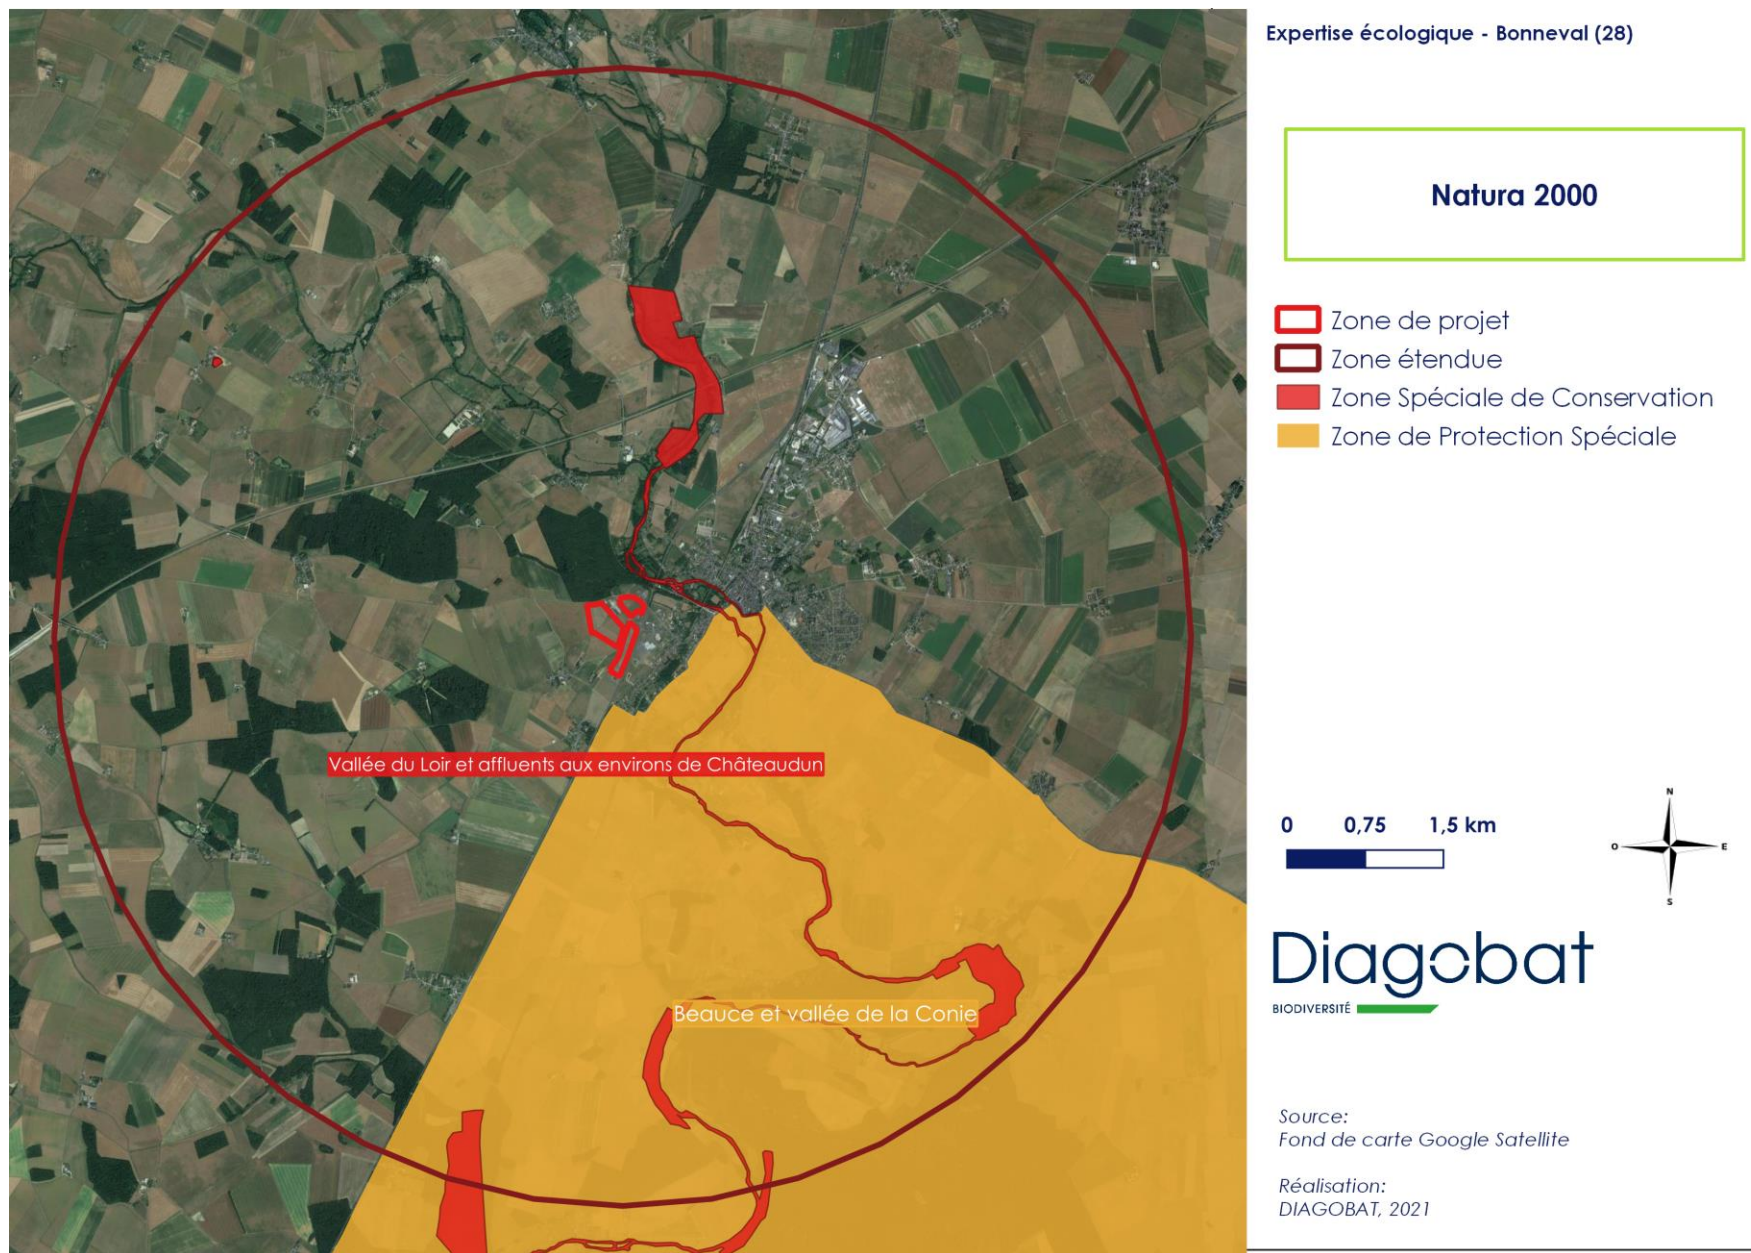 Expertise écologique - Bonneval (28)
Natura 2000
Zone de projet
Zone étendue
Zone Spéciale de Conservation
Zone de Protection Spéciale
Vallée du Loir et affluents aux environs de Châteaudun
Beauce et vallée de la Conie
0 0,75 1,5 km
N
O E
S
Diagobat
BIODIVERSITÉ
Source:
Fond de carte Google Satellite
Réalisation:
DIAGOBAT, 2021